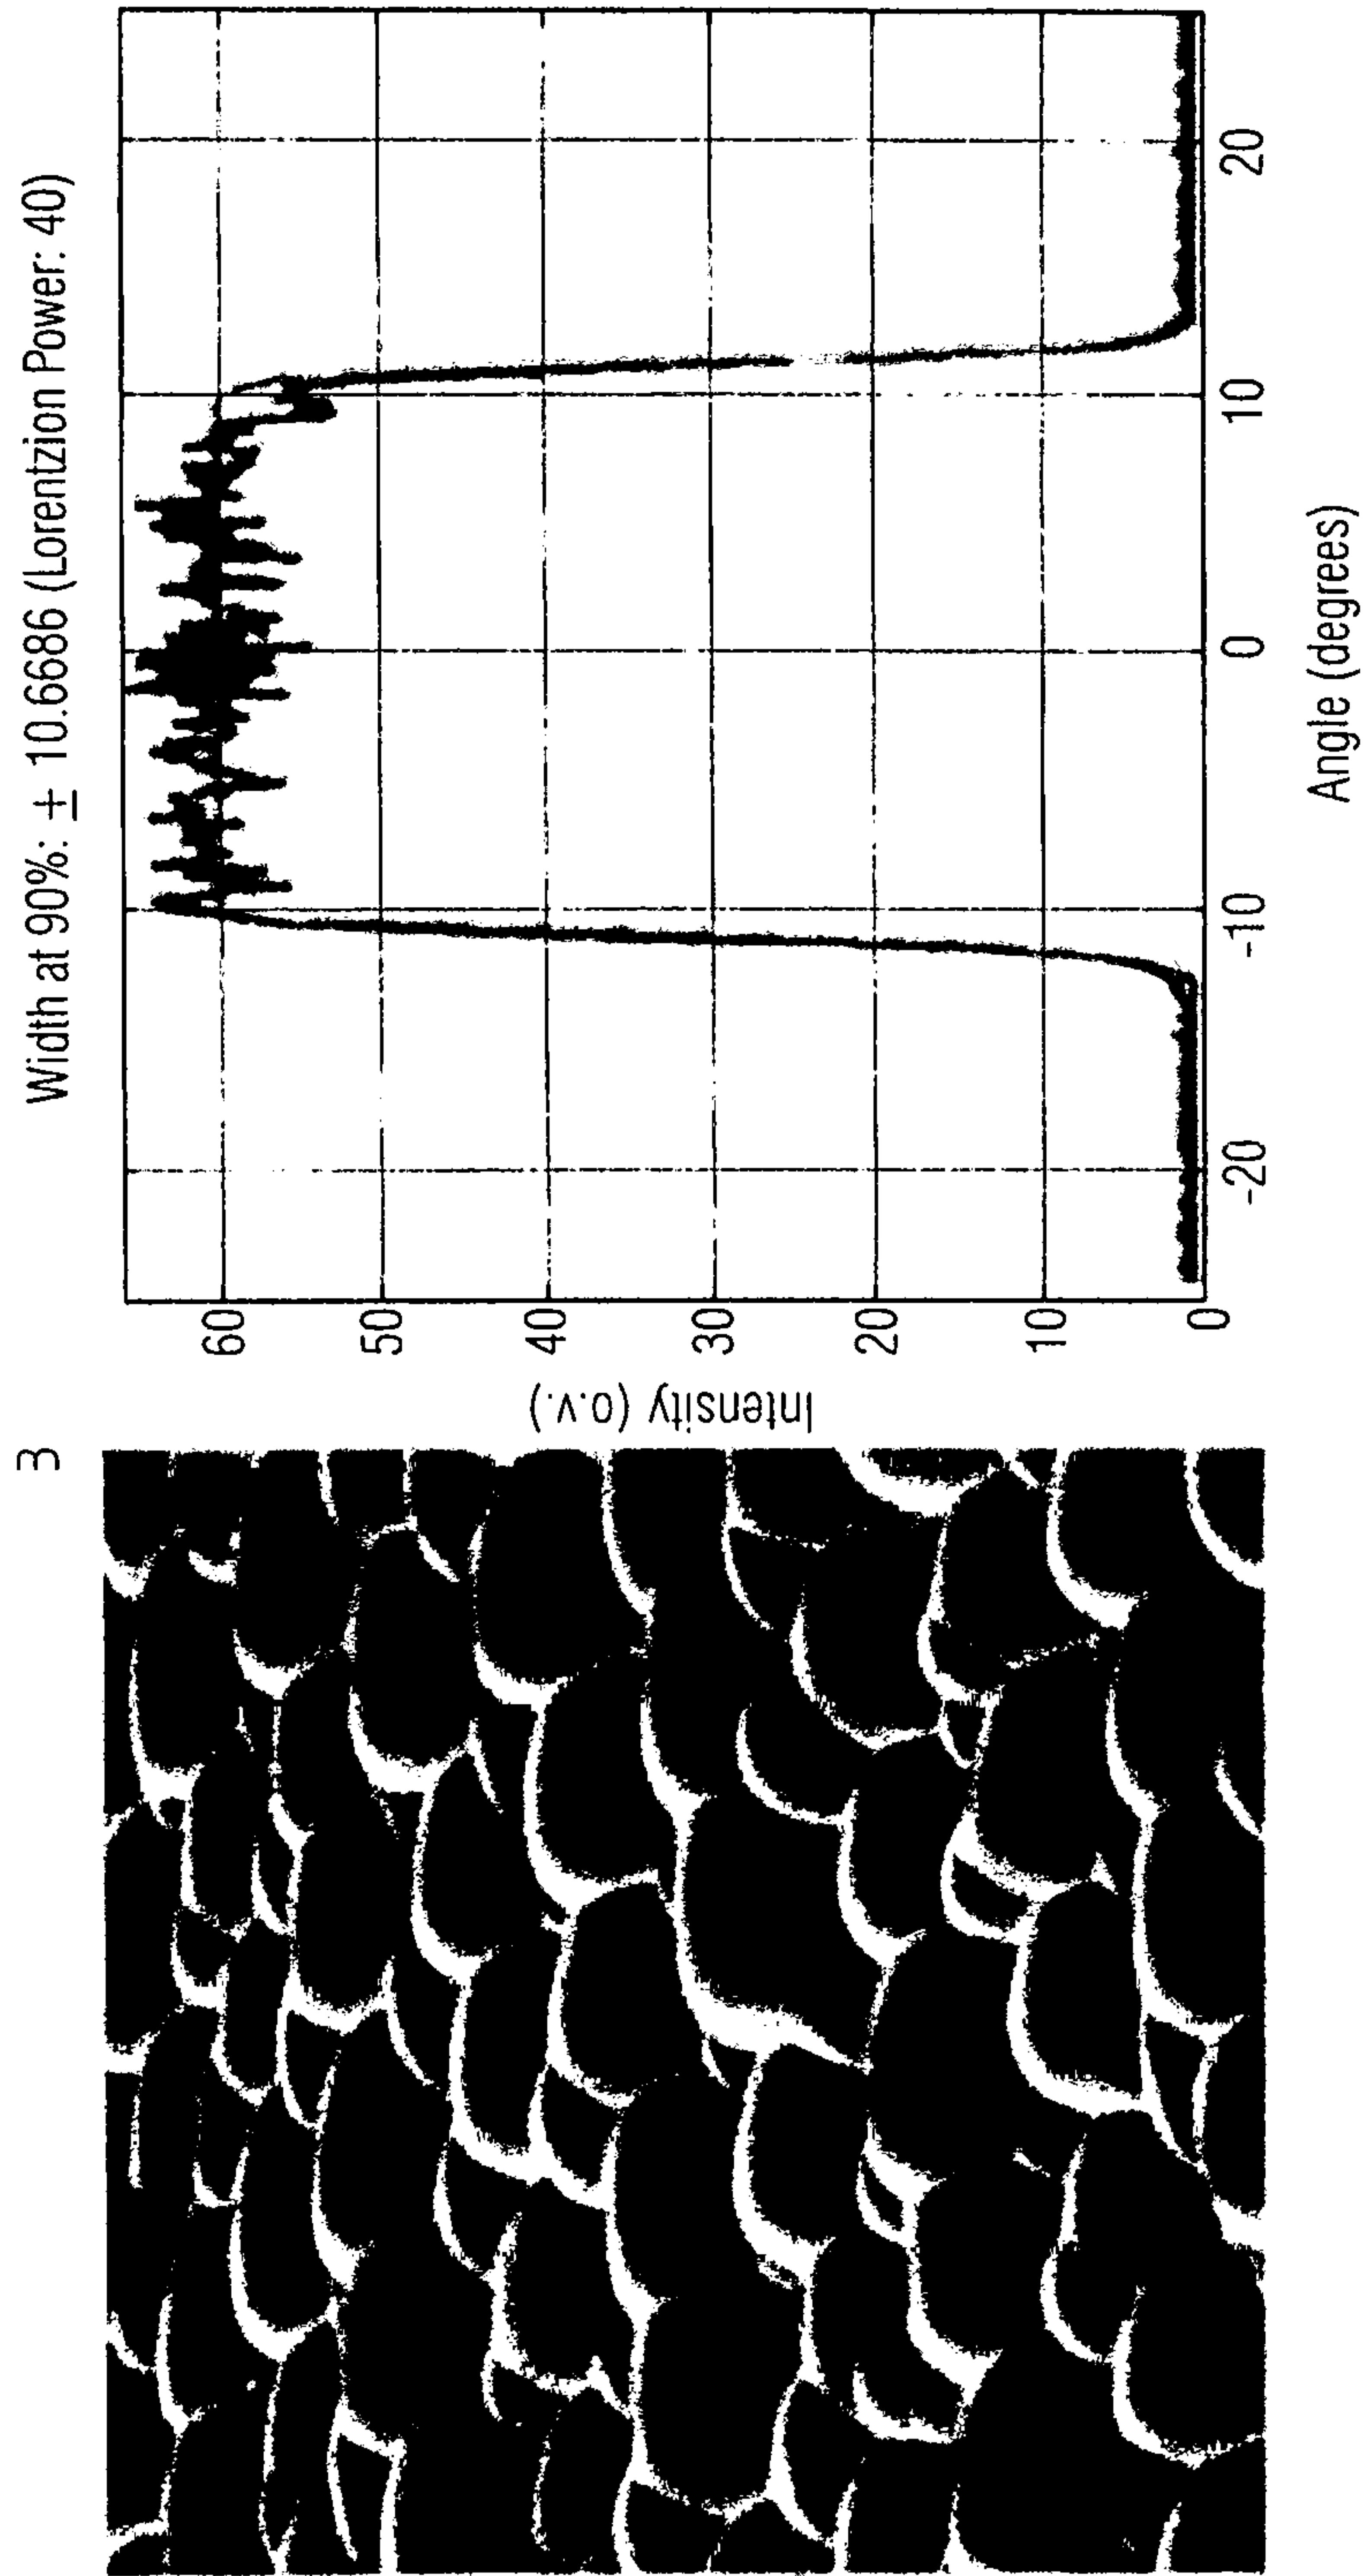 3
Width at 90%: ± 10.6686 (Lorentzion Power: 40)
Intensity (o.v.)
60
50
40
30
20
10
0
-20 -10 0 10 20
Angle (degrees)